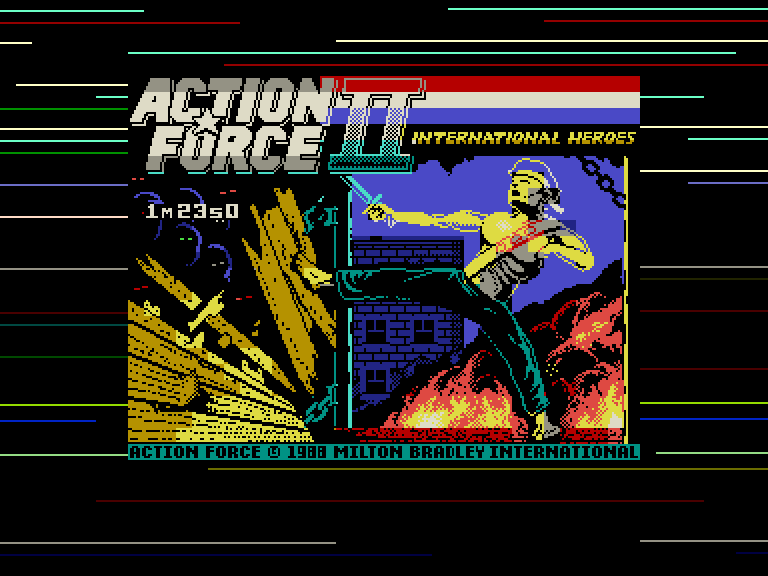 ACTION
FORCE II
INTERNATIONAL HEROES
1M23S0
ACTION FORCE © 1988 MILTON BRADLEY INTERNATIONAL